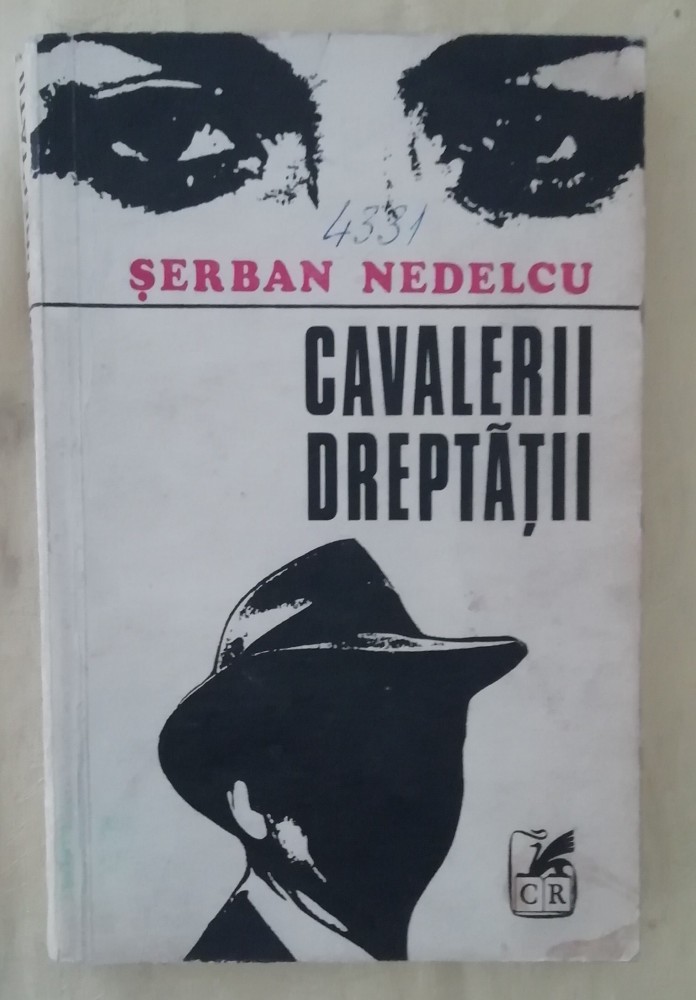 4331
ȘERBAN NEDELCU
CAVALERII
DREPTĂȚII
CR